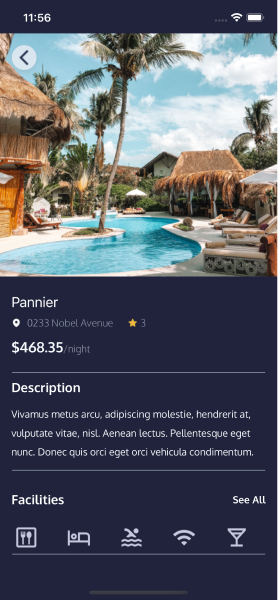 11:56
Pannier
0233 Nobel Avenue 3
$468.35/night
Description
Vivamus metus arcu, adipiscing molestie, hendrerit at,
vulputate vitae, nisl. Aenean lectus. Pellentesque eget
nunc. Donec quis orci eget orci vehicula condimentum.
Facilities See All